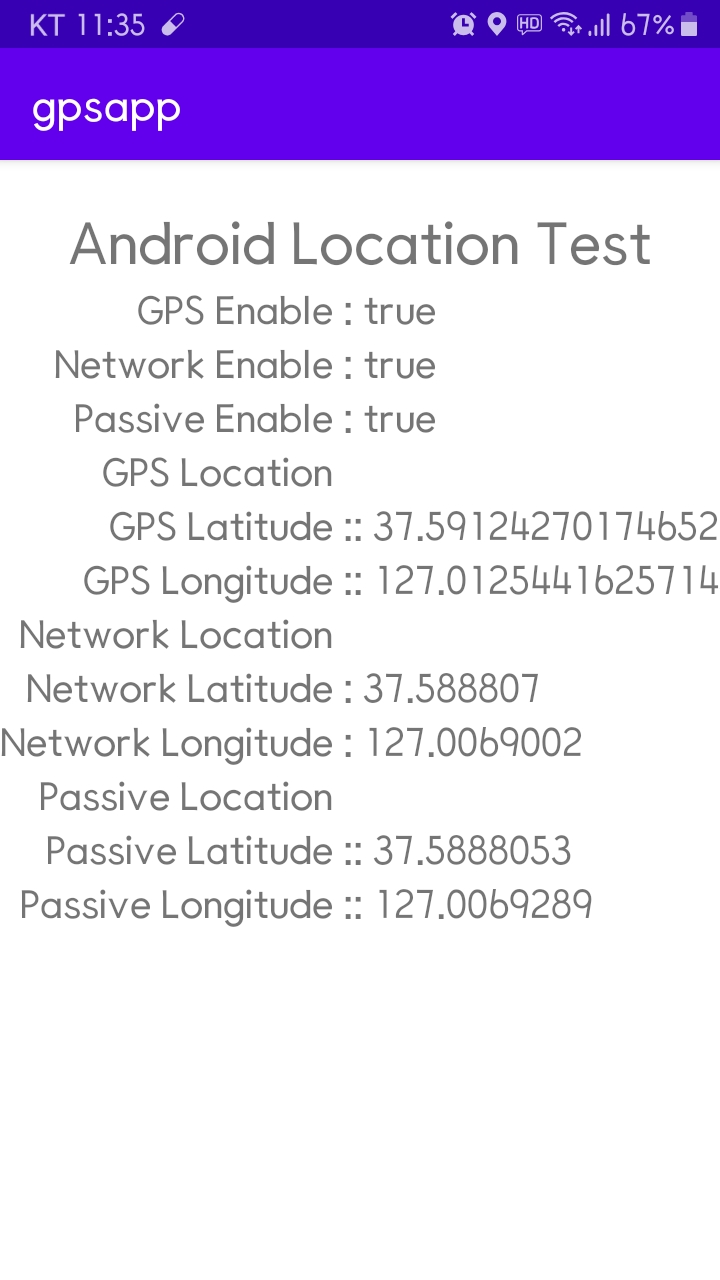 KT 11:35 HD 67%
gpsapp
Android Location Test
GPS Enable : true
Network Enable : true
Passive Enable : true
GPS Location
GPS Latitude :: 37.59124270174652
GPS Longitude :: 127.0125441625714
Network Location
Network Latitude : 37.588807
Network Longitude : 127.0069002
Passive Location
Passive Latitude :: 37.5888053
Passive Longitude :: 127.0069289